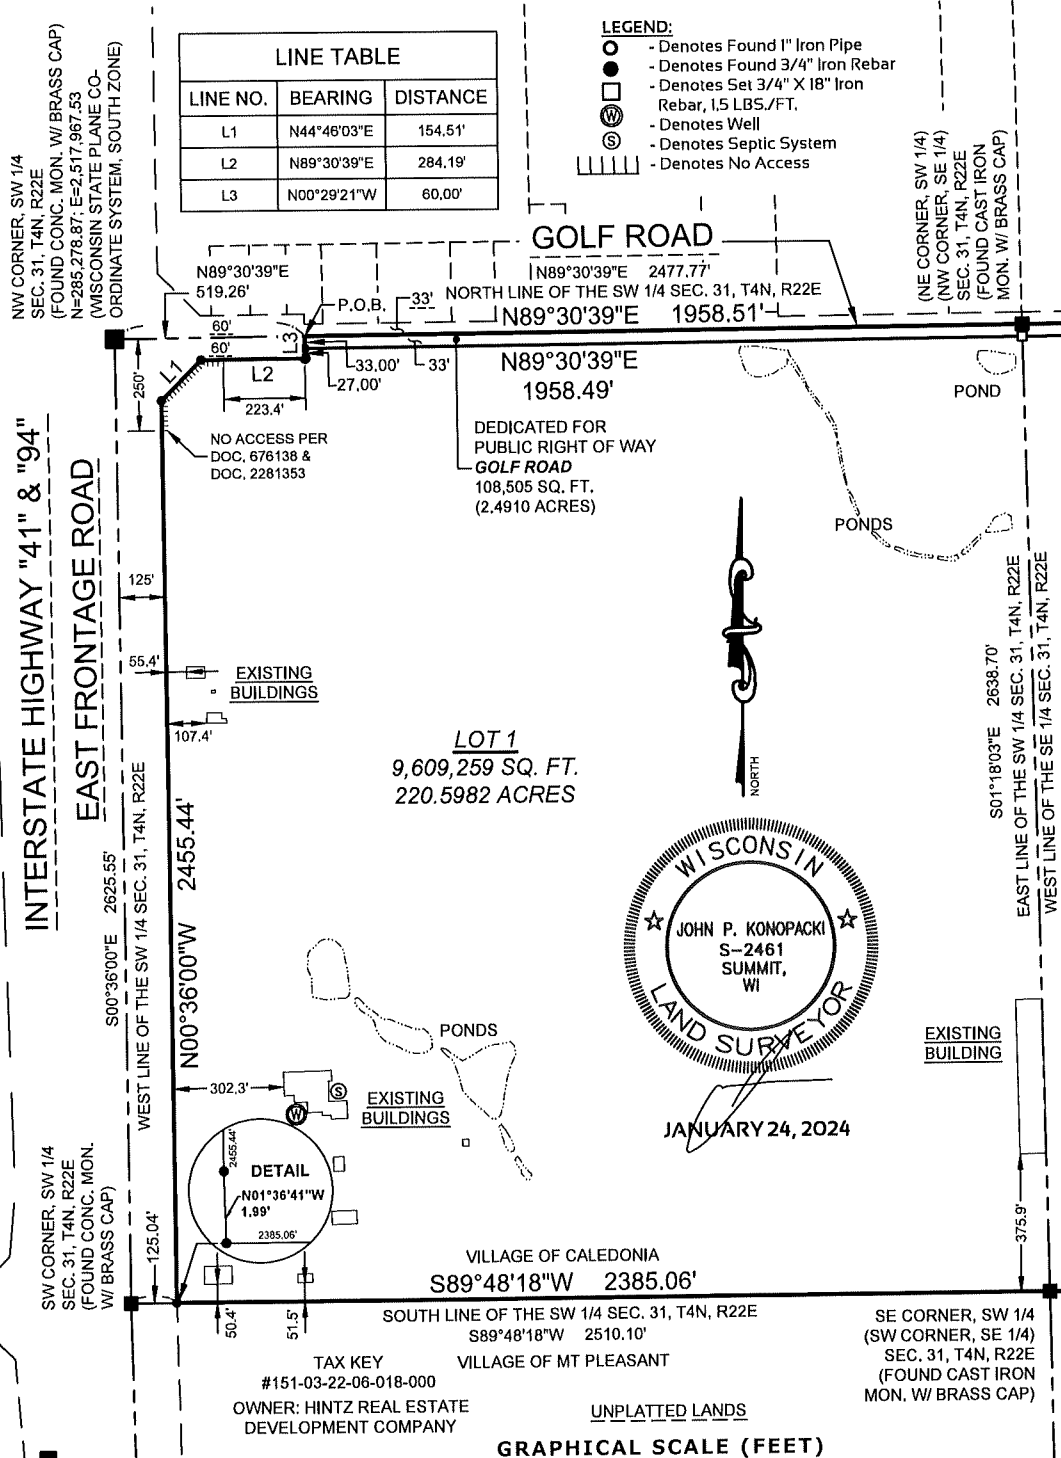 NW CORNER, SW 1/4
SEC. 31, T4N, R22E
(FOUND CONC. MON. W/ BRASS CAP)
N=285,278.87; E=2,517,967.53
(WISCONSIN STATE PLANE CO-
ORDINATE SYSTEM, SOUTH ZONE)
LINE TABLE
LINE NO. BEARING DISTANCE
L1 N44°46'03"E 154.51'
L2 N89°30'39"E 284.19'
L3 N00°29'21"W 60.00'
LEGEND:
- Denotes Found 1" Iron Pipe
- Denotes Found 3/4" Iron Rebar
- Denotes Set 3/4" X 18" Iron
Rebar, 1.5 LBS./FT.
W - Denotes Well
S - Denotes Septic System
- Denotes No Access
(NE CORNER, SW 1/4)
(NW CORNER, SE 1/4)
SEC. 31, T4N, R22E
(FOUND CAST IRON
MON. W/ BRASS CAP)
GOLF ROAD
N89°30'39"E
519.26'
N89°30'39"E 2477.77'
NORTH LINE OF THE SW 1/4 SEC. 31, T4N, R22E
P.O.B.
33'
N89°30'39"E 1958.51'
60'
60'
L3
33.00'
33'
27.00'
L1
L2
250'
223.4'
N89°30'39"E
1958.49'
POND
NO ACCESS PER
DOC. 676138 &
DOC. 2281353
DEDICATED FOR
PUBLIC RIGHT OF WAY
GOLF ROAD
108,505 SQ. FT.
(2.4910 ACRES)
PONDS
INTERSTATE HIGHWAY "41" & "94"
EAST FRONTAGE ROAD
125'
55.4'
EXISTING
BUILDINGS
107.4'
LOT 1
9,609,259 SQ. FT.
220.5982 ACRES
NORTH
S01°18'03"E 2638.70'
EAST LINE OF THE SW 1/4 SEC. 31, T4N, R22E
WEST LINE OF THE SE 1/4 SEC. 31, T4N, R22E
S00°36'00"E 2625.55'
WEST LINE OF THE SW 1/4 SEC. 31, T4N, R22E
N00°36'00"W 2455.44'
WISCONSIN
JOHN P. KONOPACKI
S-2461
SUMMIT,
WI
LAND SURVEYOR
JANUARY 24, 2024
PONDS
EXISTING
BUILDING
302.3'
S
W
EXISTING
BUILDINGS
2455.44'
DETAIL
N01°36'41"W
1.99'
2385.06'
375.9'
SW CORNER, SW 1/4
SEC. 31, T4N, R22E
(FOUND CONC. MON.
W/ BRASS CAP)
125.04'
50.4'
51.5'
VILLAGE OF CALEDONIA
S89°48'18"W 2385.06'
SOUTH LINE OF THE SW 1/4 SEC. 31, T4N, R22E
S89°48'18"W 2510.10'
VILLAGE OF MT PLEASANT
TAX KEY
#151-03-22-06-018-000
OWNER: HINTZ REAL ESTATE
DEVELOPMENT COMPANY
SE CORNER, SW 1/4
(SW CORNER, SE 1/4)
SEC. 31, T4N, R22E
(FOUND CAST IRON
MON. W/ BRASS CAP)
UNPLATTED LANDS
GRAPHICAL SCALE (FEET)